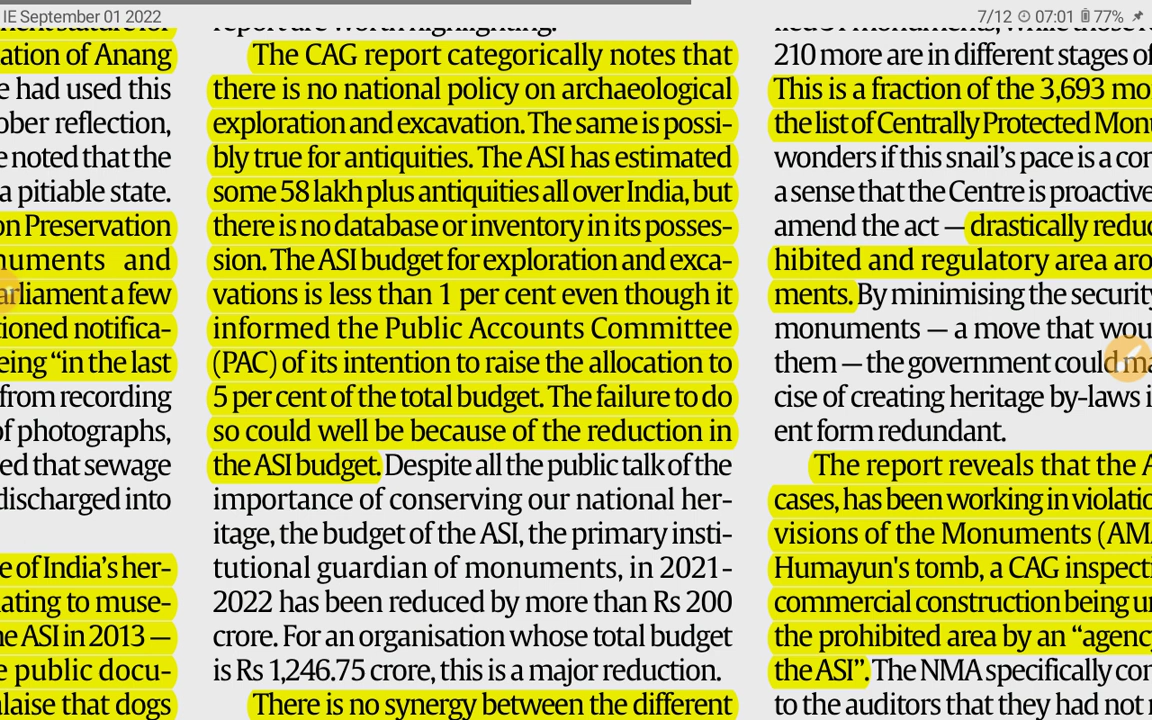 IE September 01 2022
7/12 07:01 77%
ation of Anang
e had used this
ober reflection,
e noted that the
a pitiable state.
on Preservation
numents and
arliament a few
tioned notifica-
eing “in the last
from recording
of photographs,
ed that sewage
discharged into
e of India’s her-
ating to muse-
he ASI in 2013 —
e public docu-
alaise that dogs
report are worth highlighting.
The CAG report categorically notes that
there is no national policy on archaeological
exploration and excavation. The same is possi-
bly true for antiquities. The ASI has estimated
some 58 lakh plus antiquities all over India, but
there is no database or inventory in its posses-
sion. The ASI budget for exploration and exca-
vations is less than 1 per cent even though it
informed the Public Accounts Committee
(PAC) of its intention to raise the allocation to
5 per cent of the total budget. The failure to do
so could well be because of the reduction in
the ASI budget. Despite all the public talk of the
importance of conserving our national her-
itage, the budget of the ASI, the primary insti-
tutional guardian of monuments, in 2021-
2022 has been reduced by more than Rs 200
crore. For an organisation whose total budget
is Rs 1,246.75 crore, this is a major reduction.
There is no synergy between the different
210 more are in different stages of
This is a fraction of the 3,693 mo
the list of Centrally Protected Monu
wonders if this snail’s pace is a con
a sense that the Centre is proactive
amend the act — drastically reduc
hibited and regulatory area aro
ments. By minimising the security
monuments — a move that wou
them — the government could ma
cise of creating heritage by-laws i
ent form redundant.
The report reveals that the A
cases, has been working in violatio
visions of the Monuments (AMA
Humayun's tomb, a CAG inspecti
commercial construction being un
the prohibited area by an “agency
the ASI”. The NMA specifically con
to the auditors that they had not r